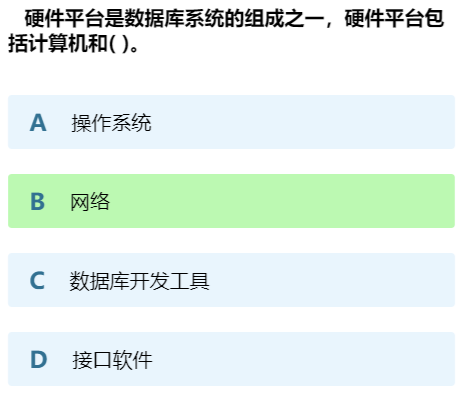 硬件平台是数据库系统的组成之一，硬件平台包
括计算机和( )。
A 操作系统
B 网络
C 数据库开发工具
D 接口软件